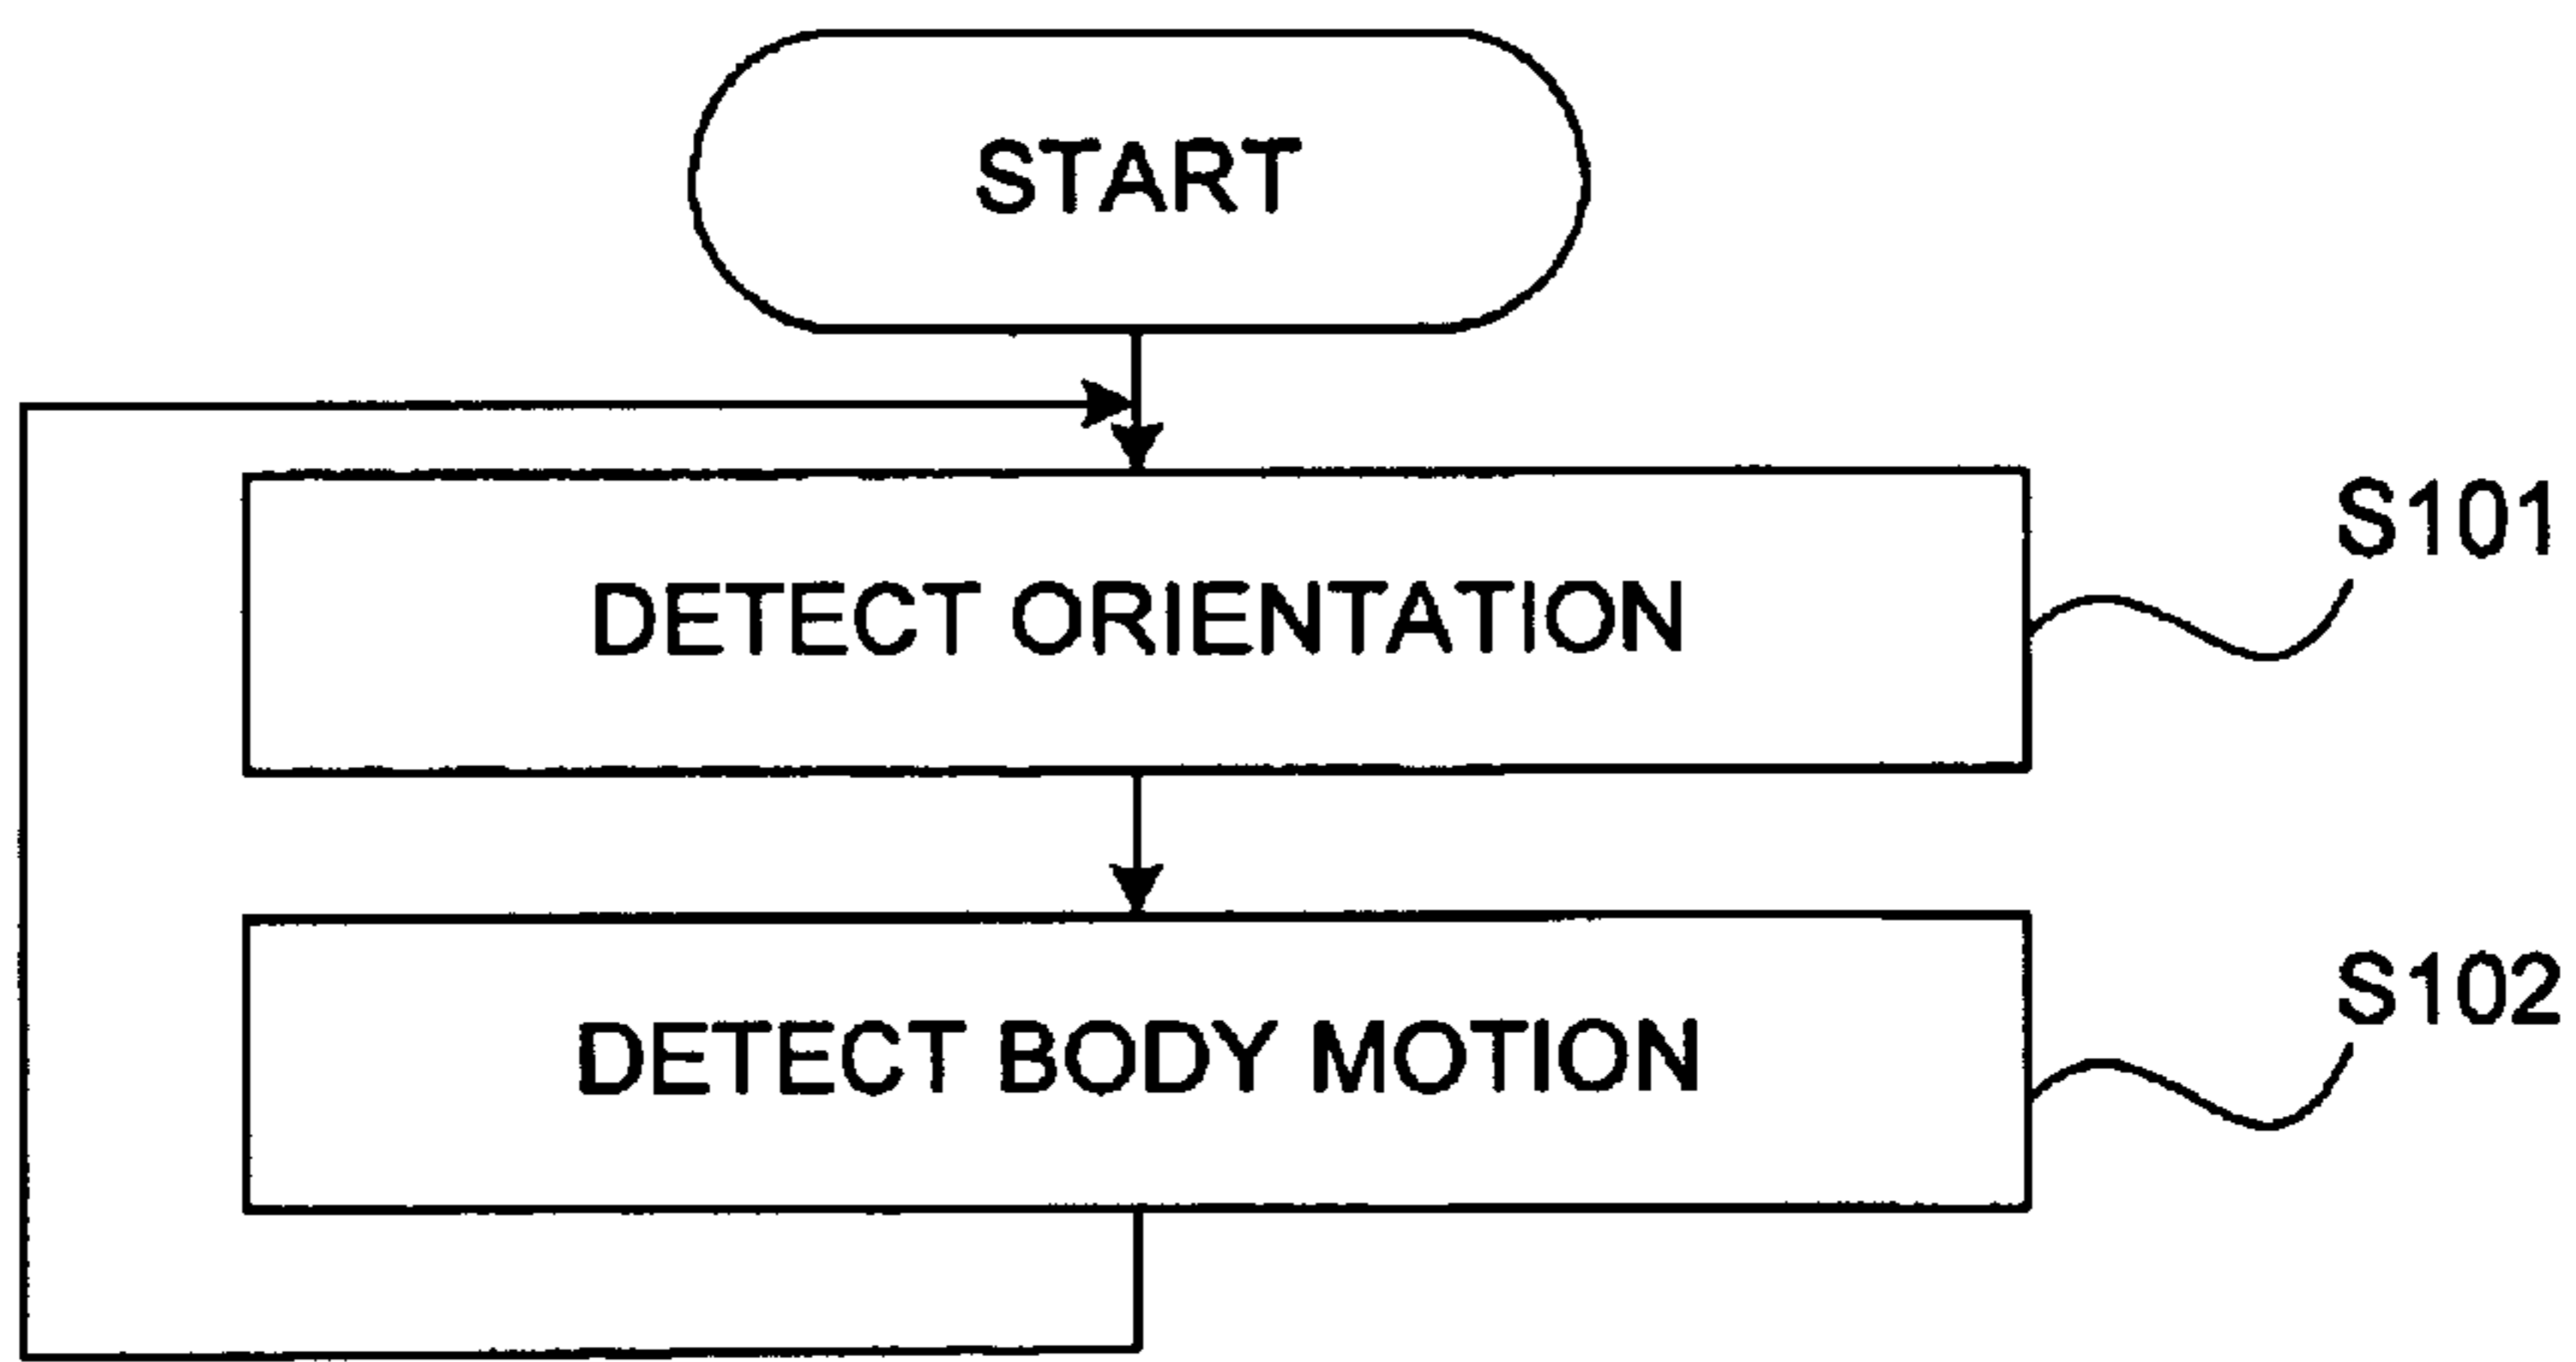 START
DETECT ORIENTATION
S101
DETECT BODY MOTION
S102